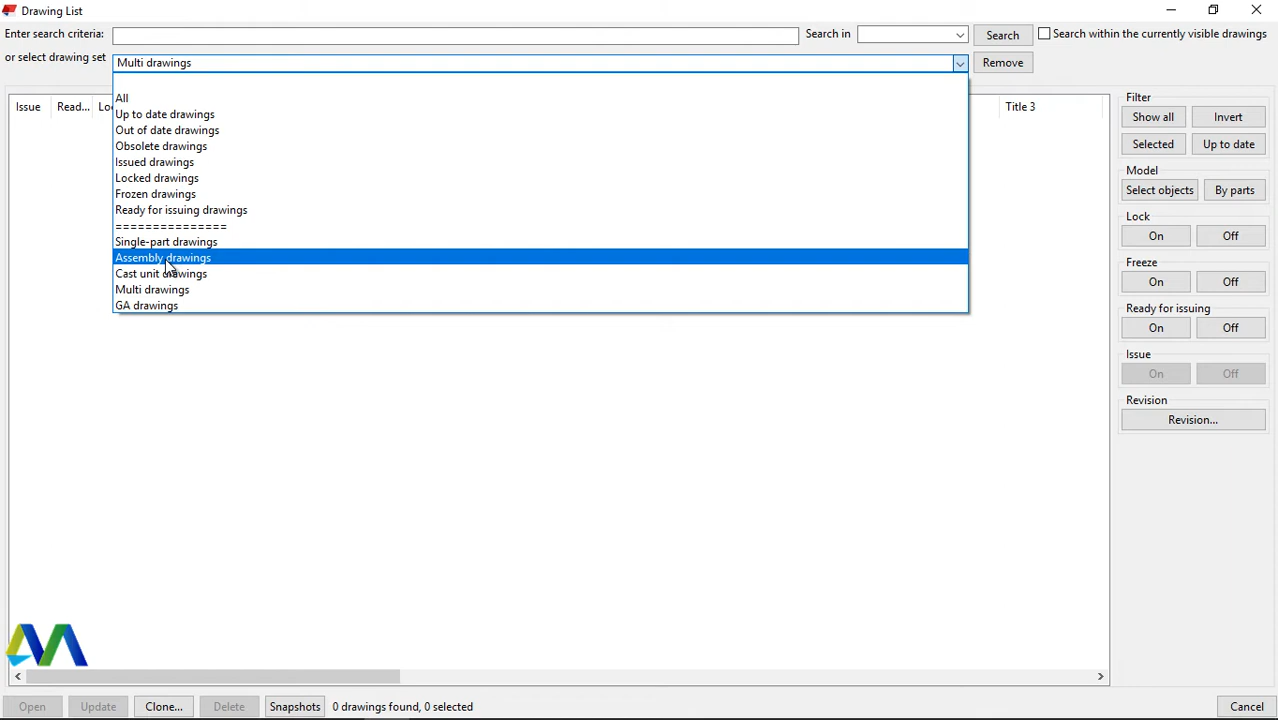 Drawing List
Enter search criteria:
Search in
Search
Search within the currently visible drawings
or select drawing set
Multi drawings
Remove
All
Up to date drawings
Out of date drawings
Obsolete drawings
Issued drawings
Locked drawings
Frozen drawings
Ready for issuing drawings
===============
Single-part drawings
Assembly drawings
Cast unit drawings
Multi drawings
GA drawings
Issue Read... Title 3
Filter
Show all Invert
Selected Up to date
Model
Select objects By parts
Lock
On Off
Freeze
On Off
Ready for issuing
On Off
Issue
On Off
Revision
Revision...
Open Update Clone... Delete Snapshots 0 drawings found, 0 selected Cancel